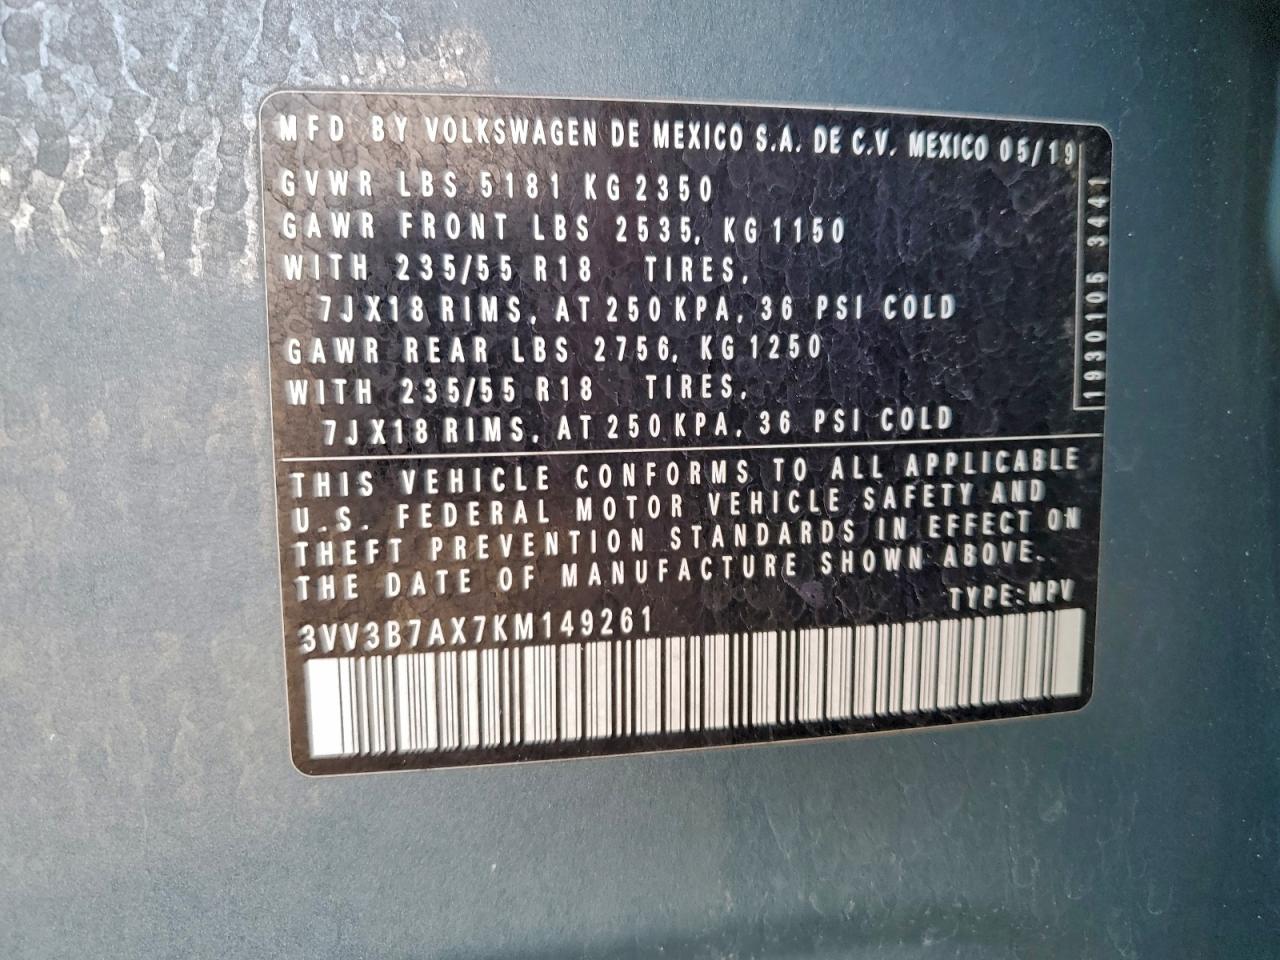 MFD BY VOLKSWAGEN DE MEXICO S.A. DE C.V. MEXICO 05/19
GVWR LBS 5181 KG 2350
GAWR FRONT LBS 2535, KG 1150
WITH 235/55 R18 TIRES,
7JX18 RIMS, AT 250 KPA, 36 PSI COLD
GAWR REAR LBS 2756, KG 1250
WITH 235/55 R18 TIRES,
7JX18 RIMS, AT 250 KPA, 36 PSI COLD
1930106 3441
THIS VEHICLE CONFORMS TO ALL APPLICABLE
U.S. FEDERAL MOTOR VEHICLE SAFETY AND
THEFT PREVENTION STANDARDS IN EFFECT ON
THE DATE OF MANUFACTURE SHOWN ABOVE.
TYPE:MPV
3VV3B7AX7KM149261